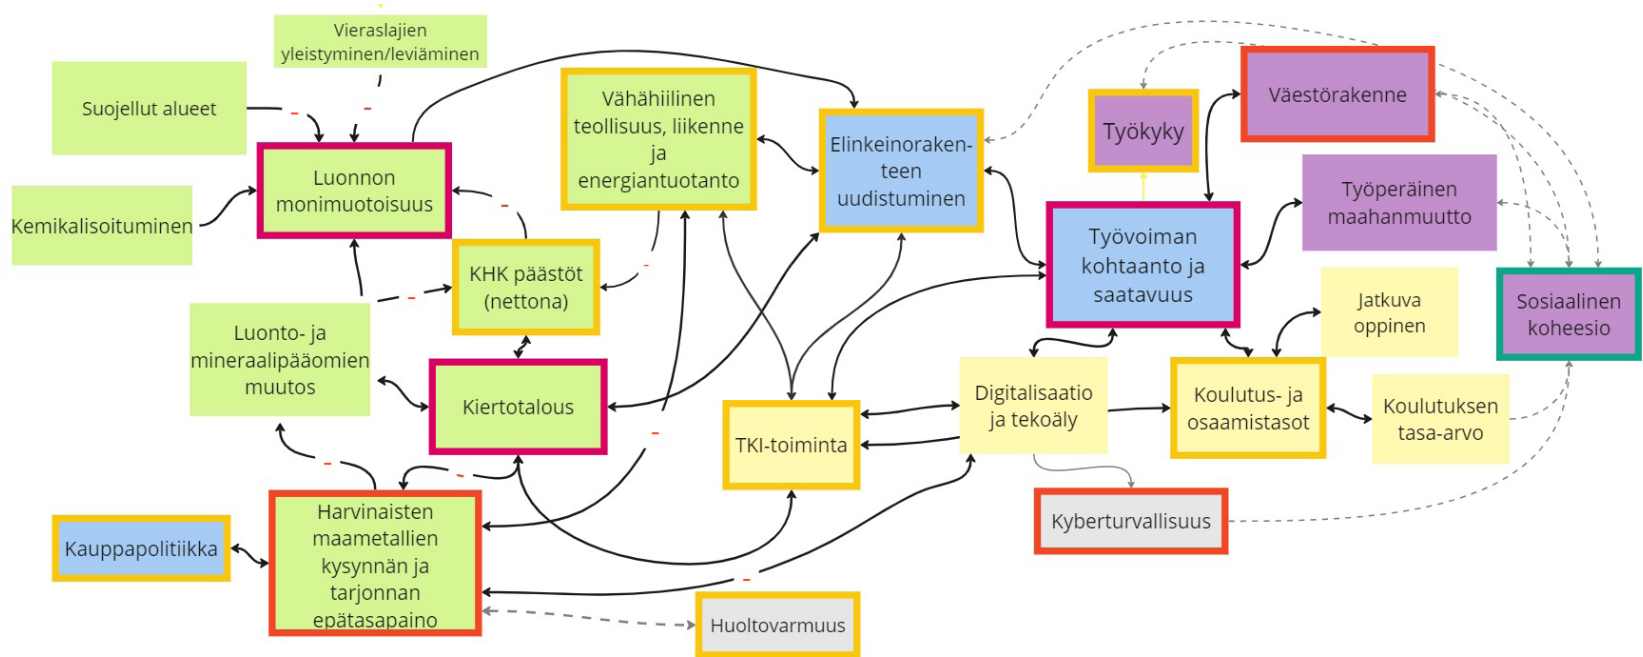 Vieraslajien
yleistyminen/leviäminen
Suojellut alueet
-
-
Luonnon
monimuotoisuus
Kemikalisoituminen
Vähähiilinen
teollisuus, liikenne
ja
energiantuotanto
-
KHK päästöt
(nettona)
-
-
Luonto- ja
mineraalipääomien
muutos
Kiertotalous
-
-
-
Harvinaisten
maametallien
kysynnän ja
tarjonnan
epätasapaino
Kauppapolitiikka
Elinkeinoraken-
teen
uudistuminen
TKI-toiminta
-
Huoltovarmuus
Työkyky
Väestörakenne
Työvoiman
kohtaanto ja
saatavuus
Työperäinen
maahanmuutto
Jatkuva
oppinen
Sosiaalinen
koheesio
Digitalisaatio
ja tekoäly
Koulutus- ja
osaamistasot
Koulutuksen
tasa-arvo
Kyberturvallisuus